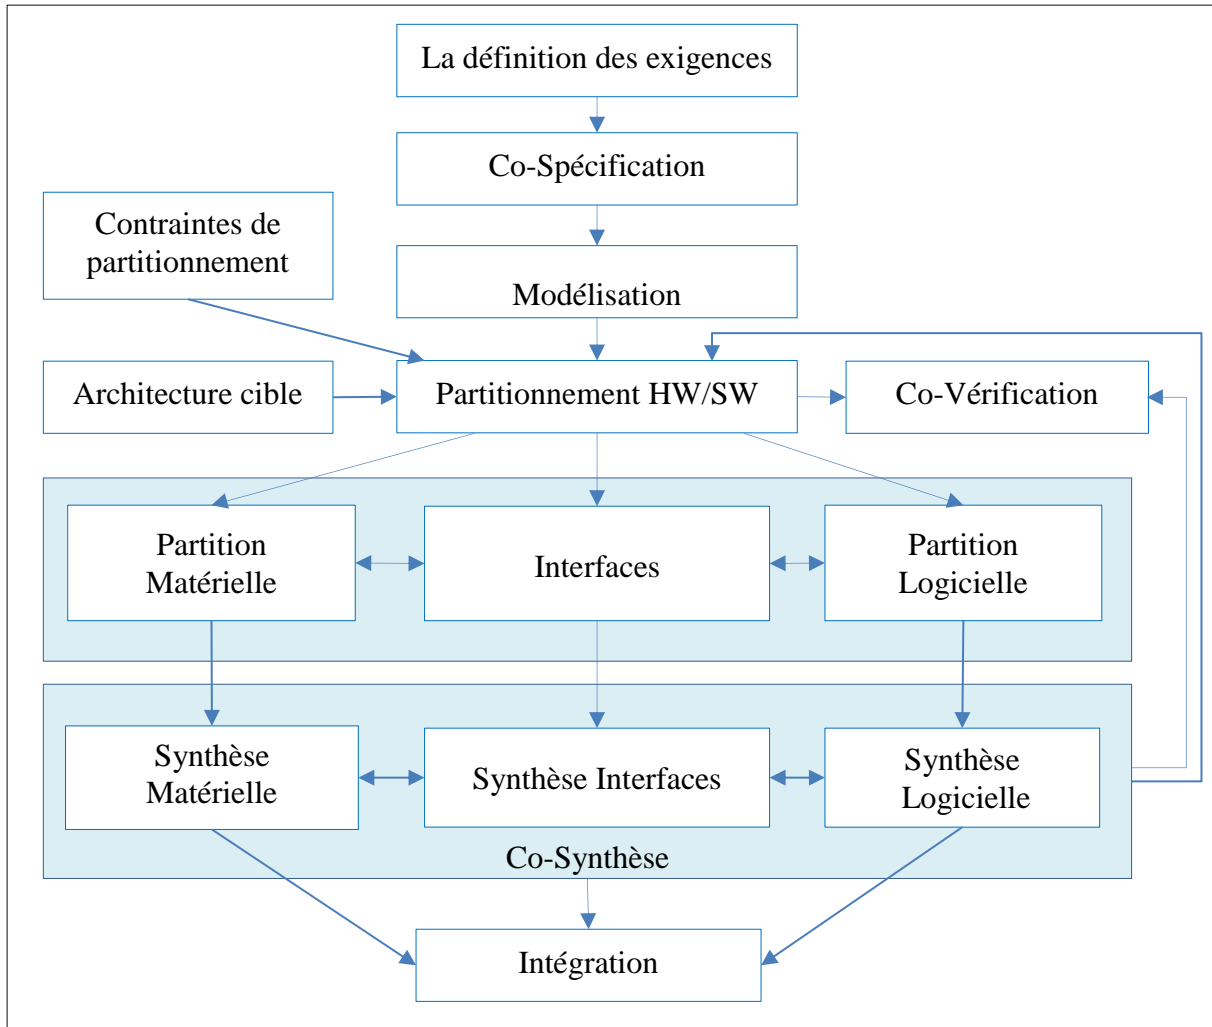 La définition des exigences
Co-Spécification
Contraintes de
partitionnement
Modélisation
Architecture cible
Partitionnement HW/SW
Co-Vérification
Partition
Matérielle
Interfaces
Partition
Logicielle
Synthèse
Matérielle
Synthèse Interfaces
Synthèse
Logicielle
Co-Synthèse
Intégration